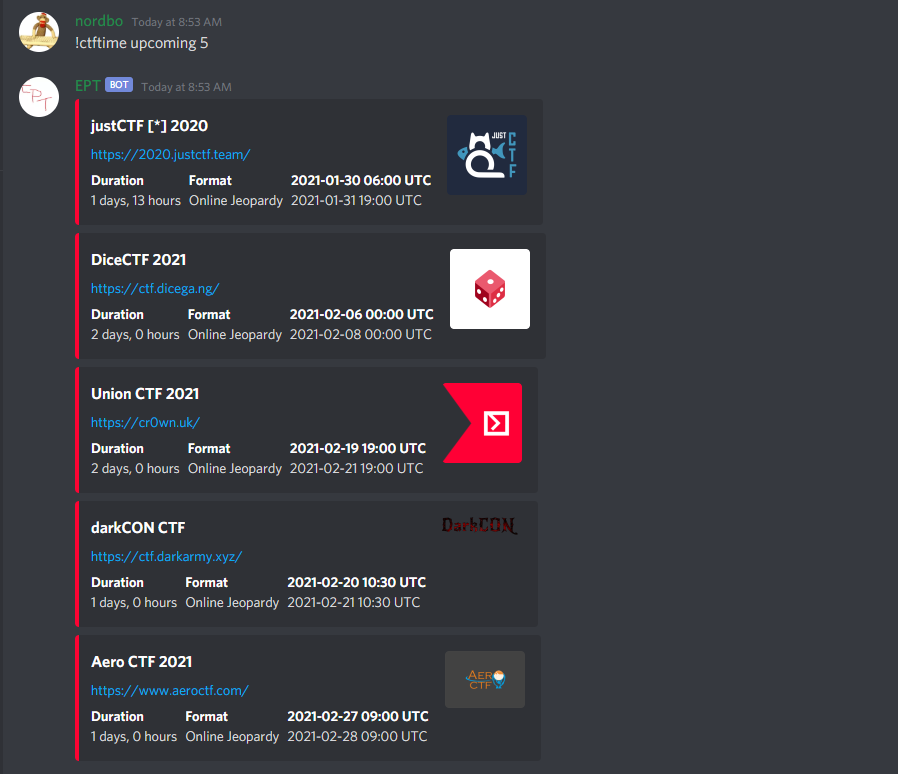 nordbo Today at 8:53 AM
!ctftime upcoming 5
EPT
EPT BOT Today at 8:53 AM
justCTF [*] 2020
JUST
CTF
https://2020.justctf.team/
Duration Format 2021-01-30 06:00 UTC
1 days, 13 hours Online Jeopardy 2021-01-31 19:00 UTC
DiceCTF 2021
https://ctf.dicega.ng/
Duration Format 2021-02-06 00:00 UTC
2 days, 0 hours Online Jeopardy 2021-02-08 00:00 UTC
Union CTF 2021
https://cr0wn.uk/
Duration Format 2021-02-19 19:00 UTC
2 days, 0 hours Online Jeopardy 2021-02-21 19:00 UTC
darkCON CTF
DarkCON
https://ctf.darkarmy.xyz/
Duration Format 2021-02-20 10:30 UTC
1 days, 0 hours Online Jeopardy 2021-02-21 10:30 UTC
Aero CTF 2021
AERO
CTF
https://www.aeroctf.com/
Duration Format 2021-02-27 09:00 UTC
1 days, 0 hours Online Jeopardy 2021-02-28 09:00 UTC